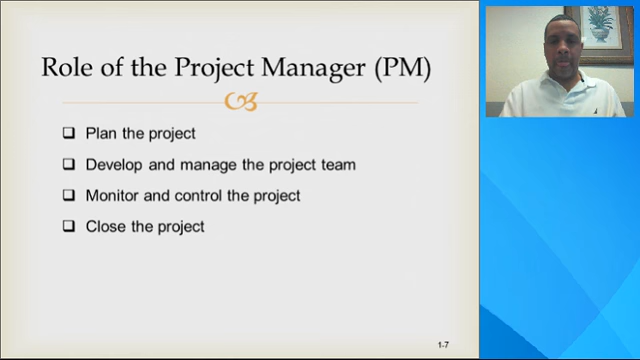 Role of the Project Manager (PM)
Plan the project
Develop and manage the project team
Monitor and control the project
Close the project
1-7